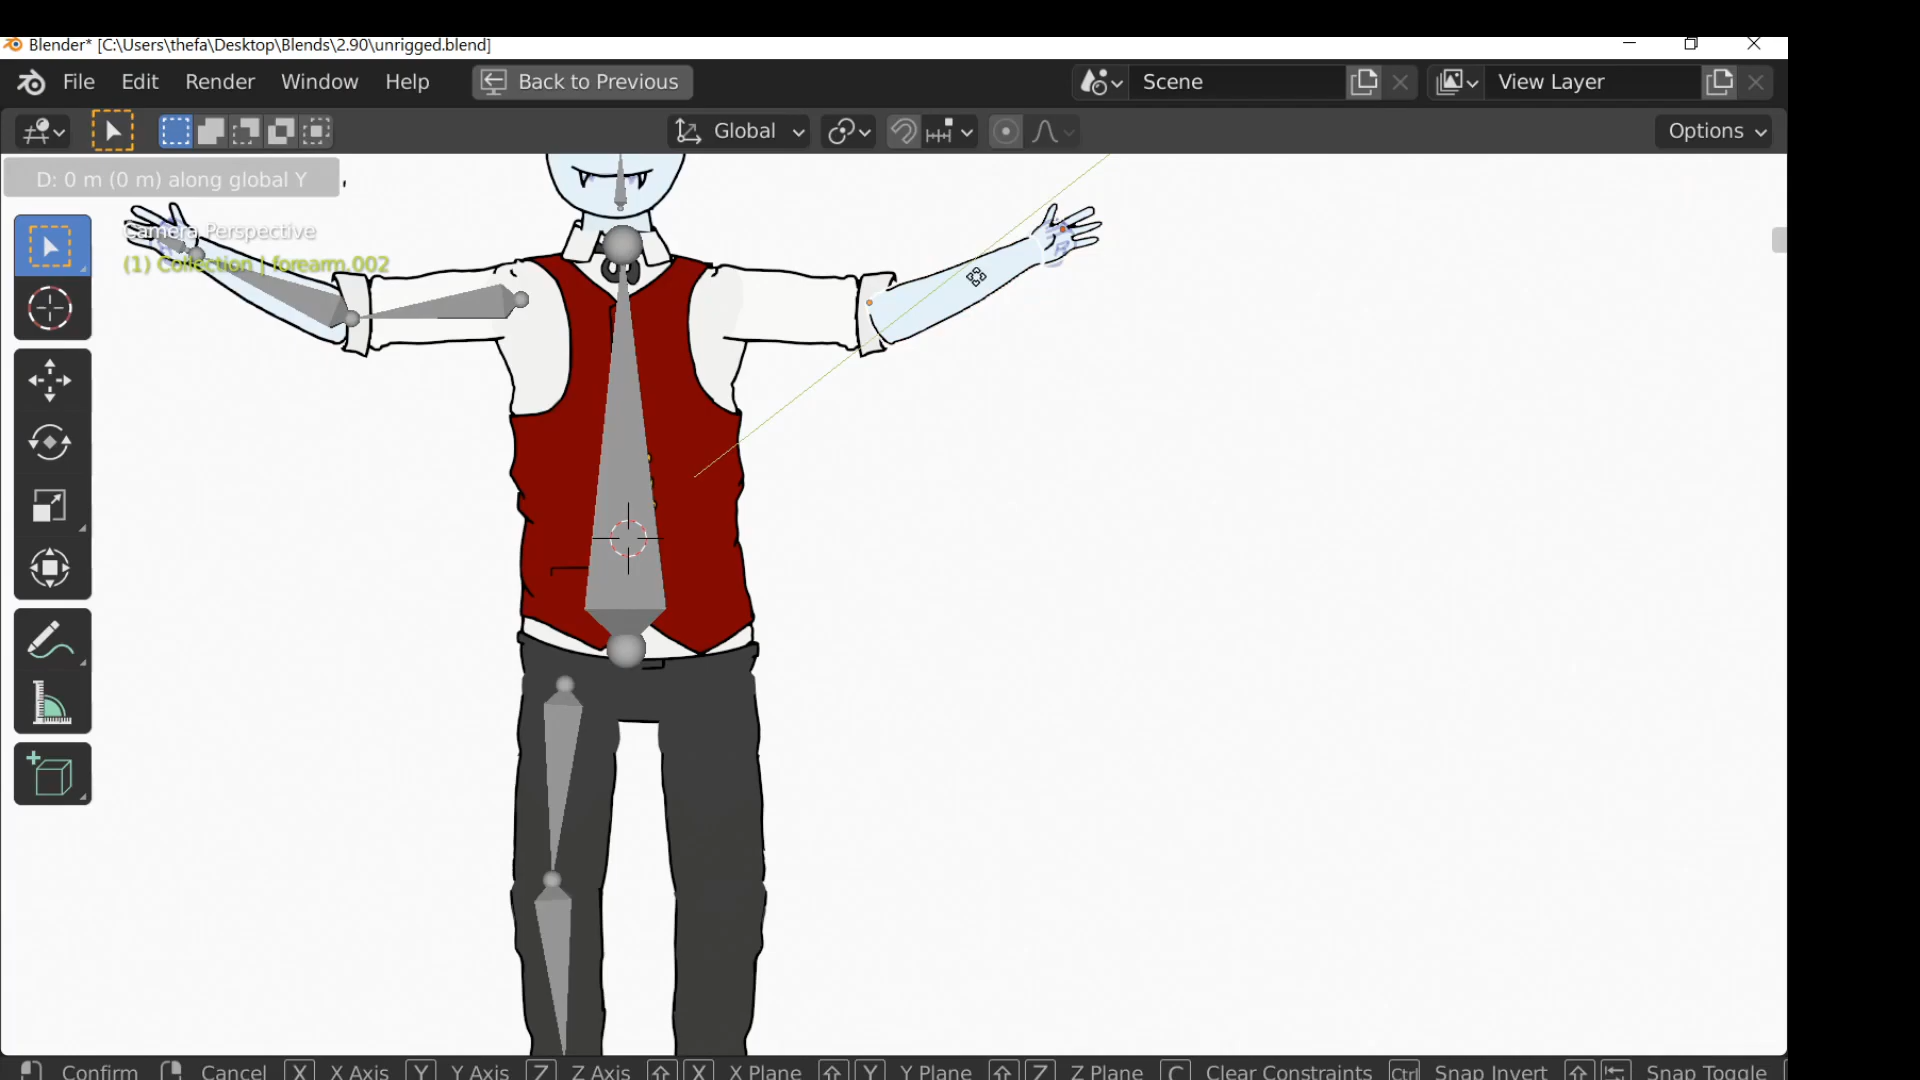 Blender* [C:\Users\thefa\Desktop\Blends\2.90\unrigged.blend]
File Edit Render Window Help Back to Previous Scene View Layer
Global Options
D: 0 m (0 m) along global Y
Camera Perspective
(1) Collection | forearm.002
Confirm Cancel X X Axis Y Y Axis Z Z Axis X X Plane Y Y Plane Z Z Plane C Clear Constraints Ctrl Snap Invert Snap Toggle